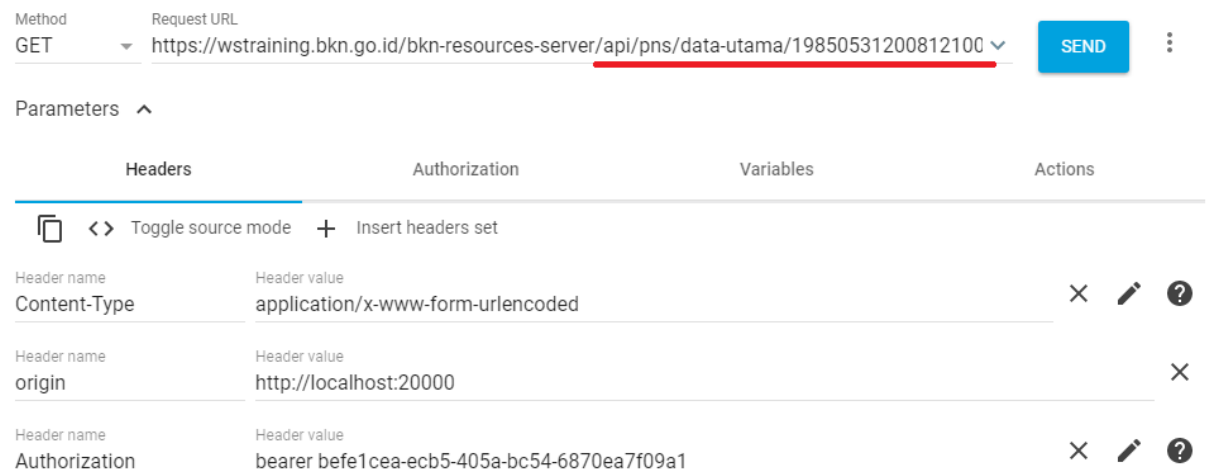 Method Request URL
GET https://wstraining.bkn.go.id/bkn-resources-server/api/pns/data-utama/19850531200812100 SEND
Parameters
Headers Authorization Variables Actions
Toggle source mode Insert headers set
Header name Header value
Content-Type application/x-www-form-urlencoded
Header name Header value
origin http://localhost:20000
Header name Header value
Authorization bearer befe1cea-ecb5-405a-bc54-6870ea7f09a1